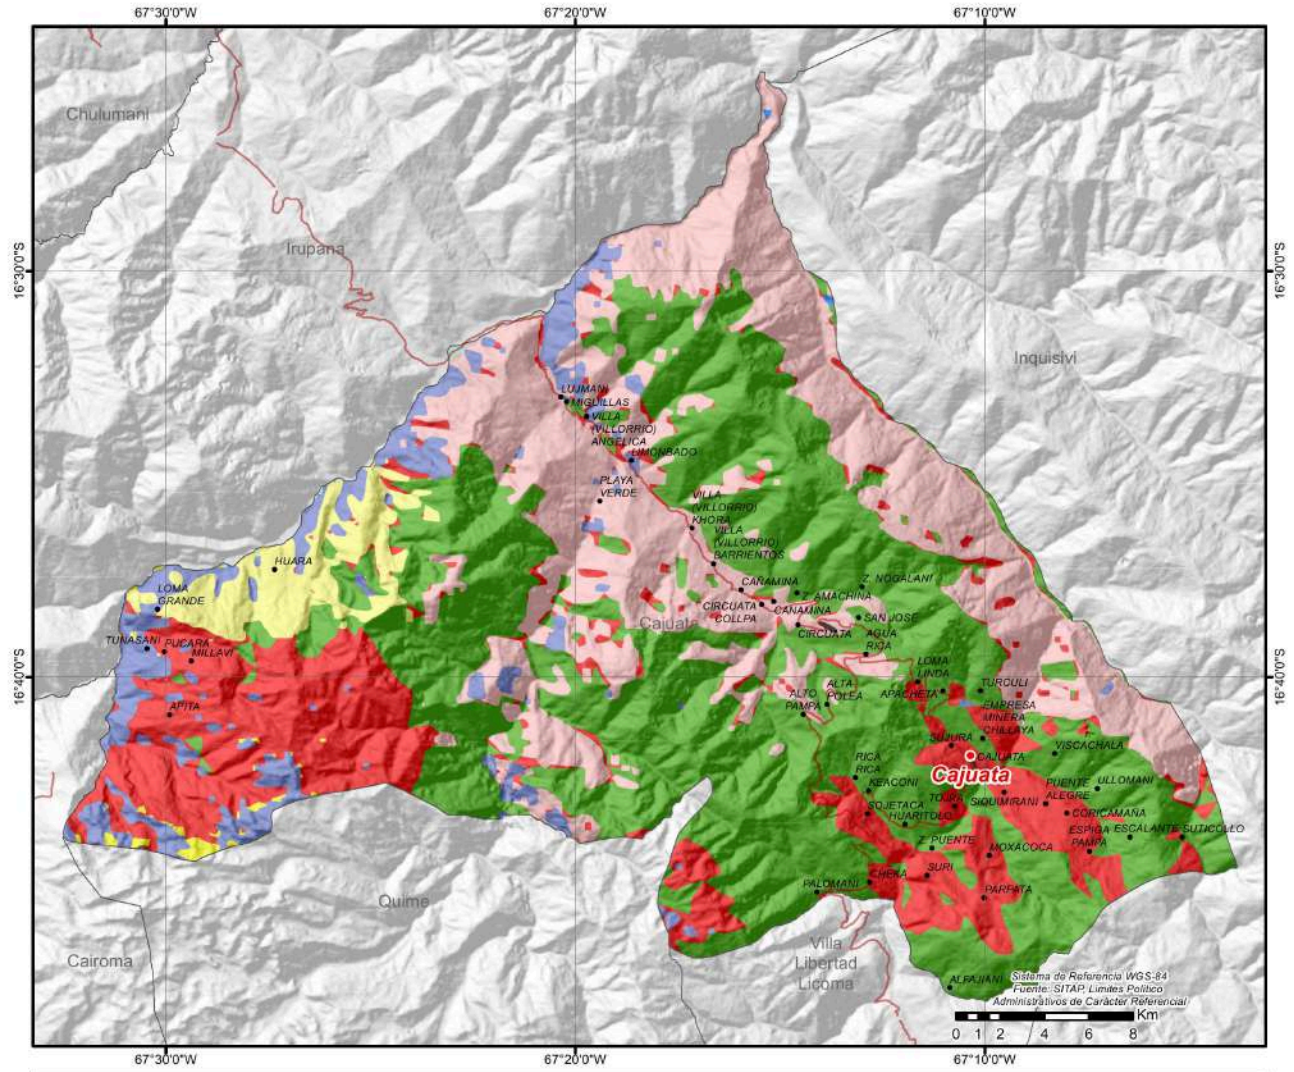 67°30'0"W
67°20'0"W
67°10'0"W
Chulumani
Irupana
16°30'0"S
16°30'0"S
Inquisivi
LUJMANI
MIGUILLAS
VILLA
(VILLORRIO)
ANGELICA
LIMONBADO
PLAYA
VERDE
VILLA
(VILLORRIO)
KHORA
VILLA
(VILLORRIO)
BARRIENTOS
HUARA
LOMA
GRANDE
CAÑAMINA
Z. NOGALANI
Z. AMACHINA
CIRCUATA
COLLPA
CAÑAMINA
SAN JOSE
Cajuata
CIRCUATA
AGUA
RICA
TUNASANI
PUCARA
MILLAVI
16°40'0"S
16°40'0"S
LOMA
LINDA
ALTO
PAMPA
ALTA
POLEA
APACHETA
TURCULI
APITA
EMPRESA
MINERA
CHILLAYA
SUJURA
VISCACHALA
CAJUATA
Cajuata
RICA
RICA
KEACONI
PUENTE
ALEGRE
ULLOMANI
SOJETACA
SIQUIMIRANI
CORICAMAÑA
HUARITOLO
ESPIGA
PAMPA
ESCALANTE
SUTICOLLO
Z. PUENTE
MOXACOCA
CHEKA
SURI
PALOMANI
PARPATA
Quime
Cairoma
Villa
Libertad
Licoma
ALFAJIANI
Sistema de Referencia WGS-84
Fuente: SITAP, Limites Politico
Administrativos de Carácter Referencial
Km
0 1 2 4 6 8
67°30'0"W
67°20'0"W
67°10'0"W